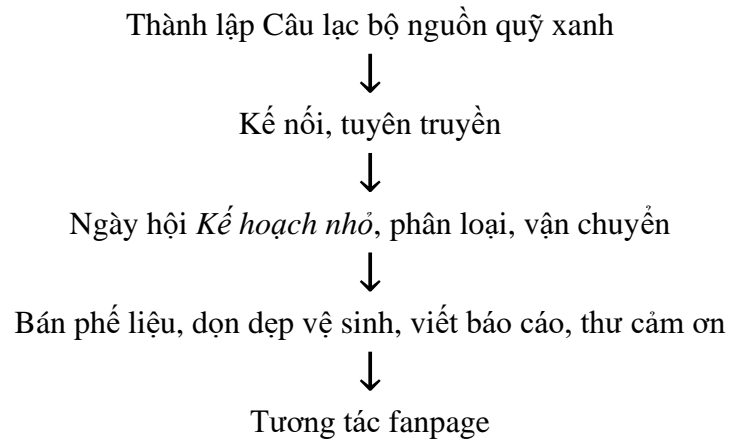 Thành lập Câu lạc bộ nguồn quỹ xanh
Kế nối, tuyên truyền
Ngày hội Kế hoạch nhỏ, phân loại, vận chuyển
Bán phế liệu, dọn dẹp vệ sinh, viết báo cáo, thư cảm ơn
Tương tác fanpage